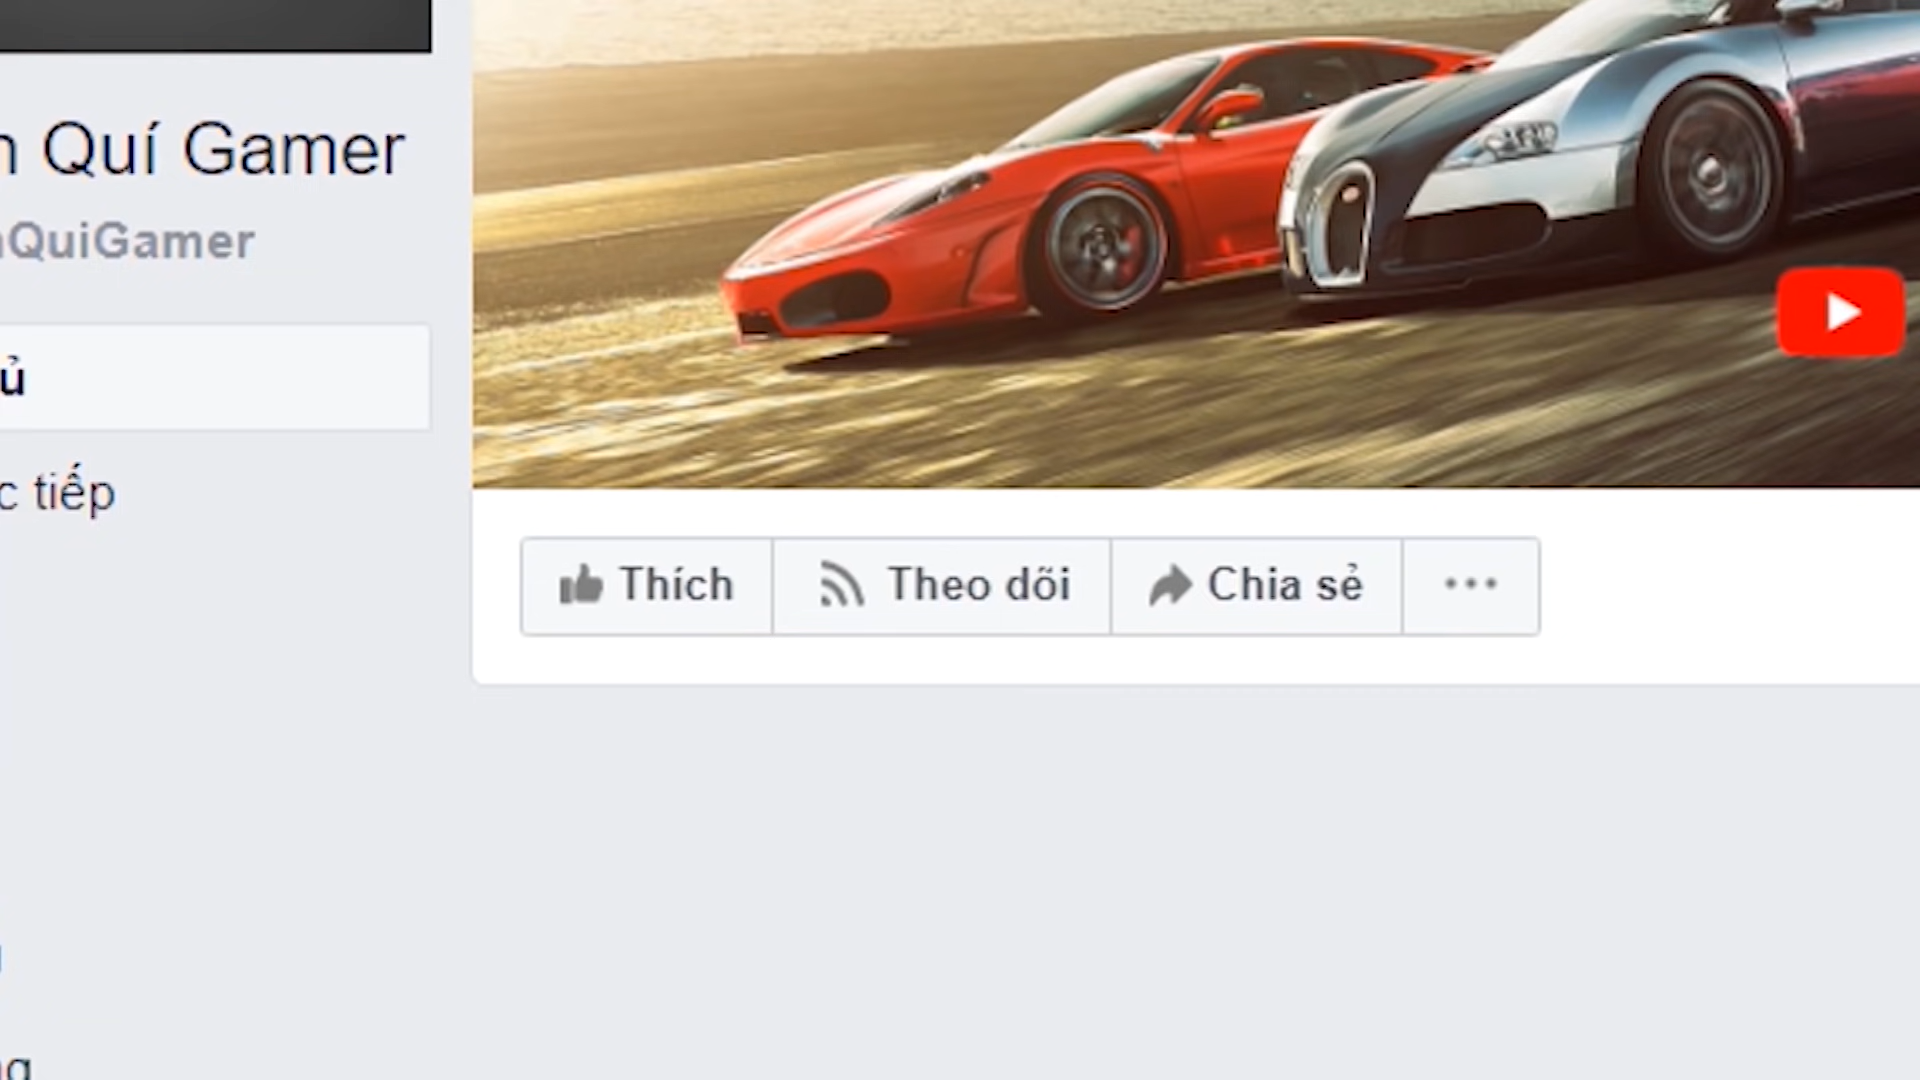 n Quí Gamer
QuiGamer
ủ
c tiếp
Thích
Theo dõi
Chia sẻ